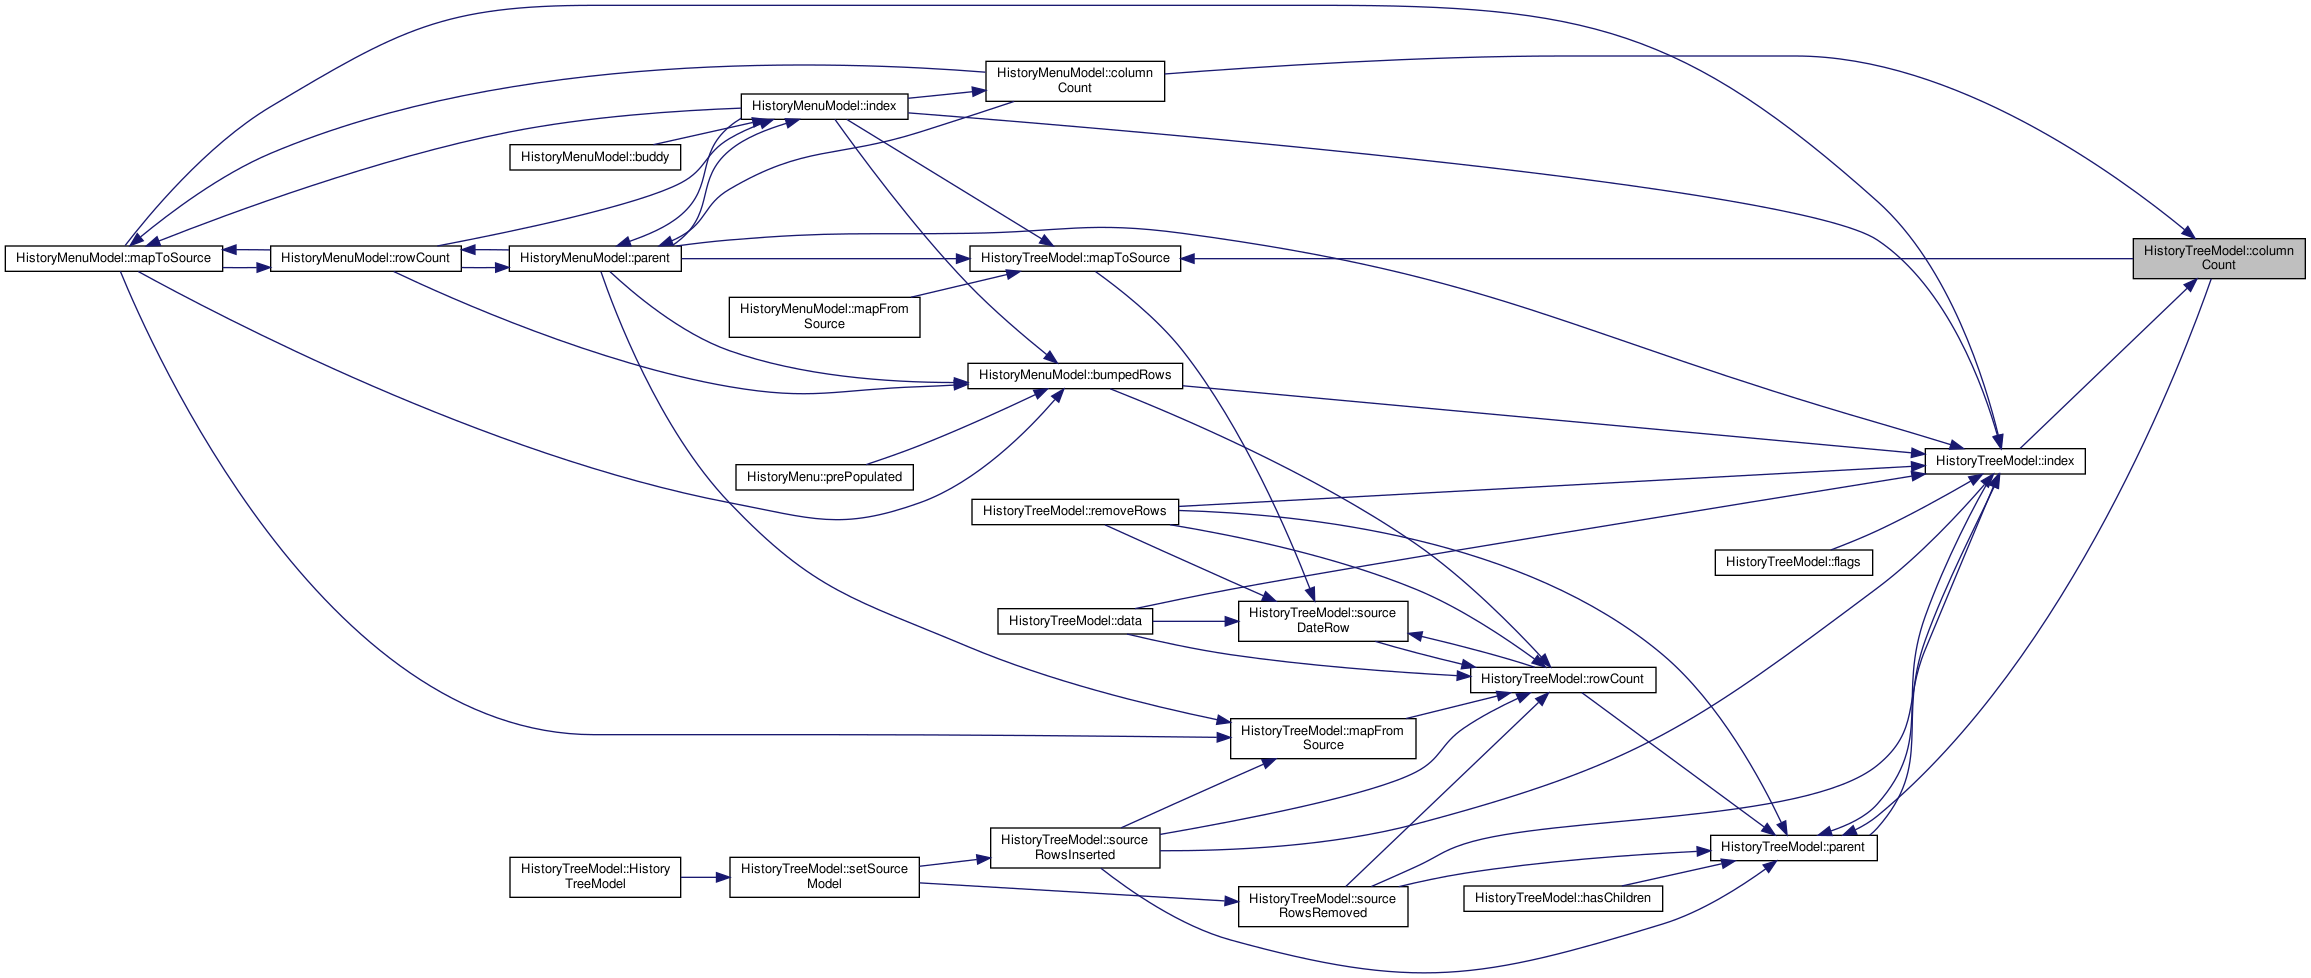 HistoryMenuModel::column
Count
HistoryMenuModel::index
HistoryMenuModel::buddy
HistoryMenuModel::mapToSource
HistoryMenuModel::rowCount
HistoryMenuModel::parent
HistoryTreeModel::mapToSource
HistoryTreeModel::column
Count
HistoryMenuModel::mapFrom
Source
HistoryMenuModel::bumpedRows
HistoryTreeModel::index
HistoryMenu::prePopulated
HistoryTreeModel::removeRows
HistoryTreeModel::flags
HistoryTreeModel::data
HistoryTreeModel::source
DateRow
HistoryTreeModel::rowCount
HistoryTreeModel::mapFrom
Source
HistoryTreeModel::source
RowsInserted
HistoryTreeModel::parent
HistoryTreeModel::History
TreeModel
HistoryTreeModel::setSource
Model
HistoryTreeModel::source
RowsRemoved
HistoryTreeModel::hasChildren